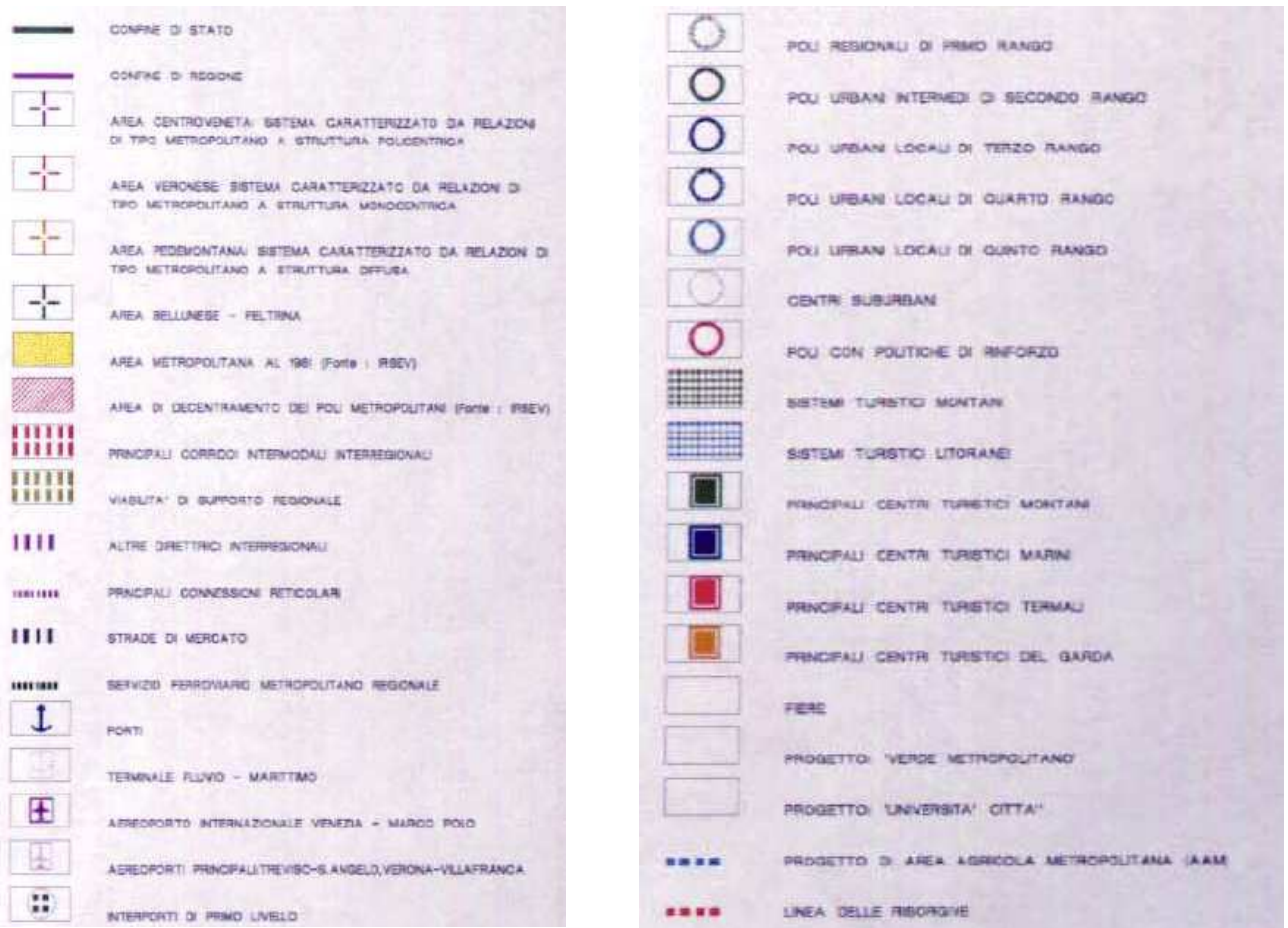 CONFINE DI STATO
CONFINE DI REGIONE
AREA CENTROVENETA: SISTEMA CARATTERIZZATO DA RELAZIONI
DI TIPO METROPOLITANO A STRUTTURA POLICENTRICA
AREA VERONESE: SISTEMA CARATTERIZZATO DA RELAZIONI DI
TIPO METROPOLITANO A STRUTTURA MONOCENTRICA
AREA PEDEMONTANA: SISTEMA CARATTERIZZATO DA RELAZIONI DI
TIPO METROPOLITANO A STRUTTURA DIFFUSA
AREA BELLUNESE - FELTRINA
AREA METROPOLITANA AL 1981 (Fonte : IRSEV)
AREA DI DECENTRAMENTO DEI POLI METROPOLITANI (Fonte : IRSEV)
PRINCIPALI CORRIDOI INTERMODALI INTERREGIONALI
VIABILITA' DI SUPPORTO REGIONALE
ALTRE DIRETTRICI INTERREGIONALI
PRINCIPALI CONNESSIONI RETICOLARI
STRADE DI MERCATO
SERVIZIO FERROVIARIO METROPOLITANO REGIONALE
PORTI
TERMINALE FLUVIO - MARITTIMO
AEREOPORTO INTERNAZIONALE VENEZIA - MARCO POLO
AEREOPORTI PRINCIPALI:TREVISO-S.ANGELO,VERONA-VILLAFRANCA
INTERPORTI DI PRIMO LIVELLO
POLI REGIONALI DI PRIMO RANGO
POLI URBANI INTERMEDI DI SECONDO RANGO
POLI URBANI LOCALI DI TERZO RANGO
POLI URBANI LOCALI DI QUARTO RANGO
POLI URBANI LOCALI DI QUINTO RANGO
CENTRI SUBURBANI
POLI CON POLITICHE DI RINFORZO
SISTEMI TURISTICI MONTANI
SISTEMI TURISTICI LITORANEI
PRINCIPALI CENTRI TURISTICI MONTANI
PRINCIPALI CENTRI TURISTICI MARINI
PRINCIPALI CENTRI TURISTICI TERMALI
PRINCIPALI CENTRI TURISTICI DEL GARDA
FIERE
PROGETTO: 'VERDE METROPOLITANO'
PROGETTO: 'UNIVERSITA' CITTA''
PROGETTO DI AREA AGRICOLA METROPOLITANA (AAM)
LINEA DELLE RISORGIVE